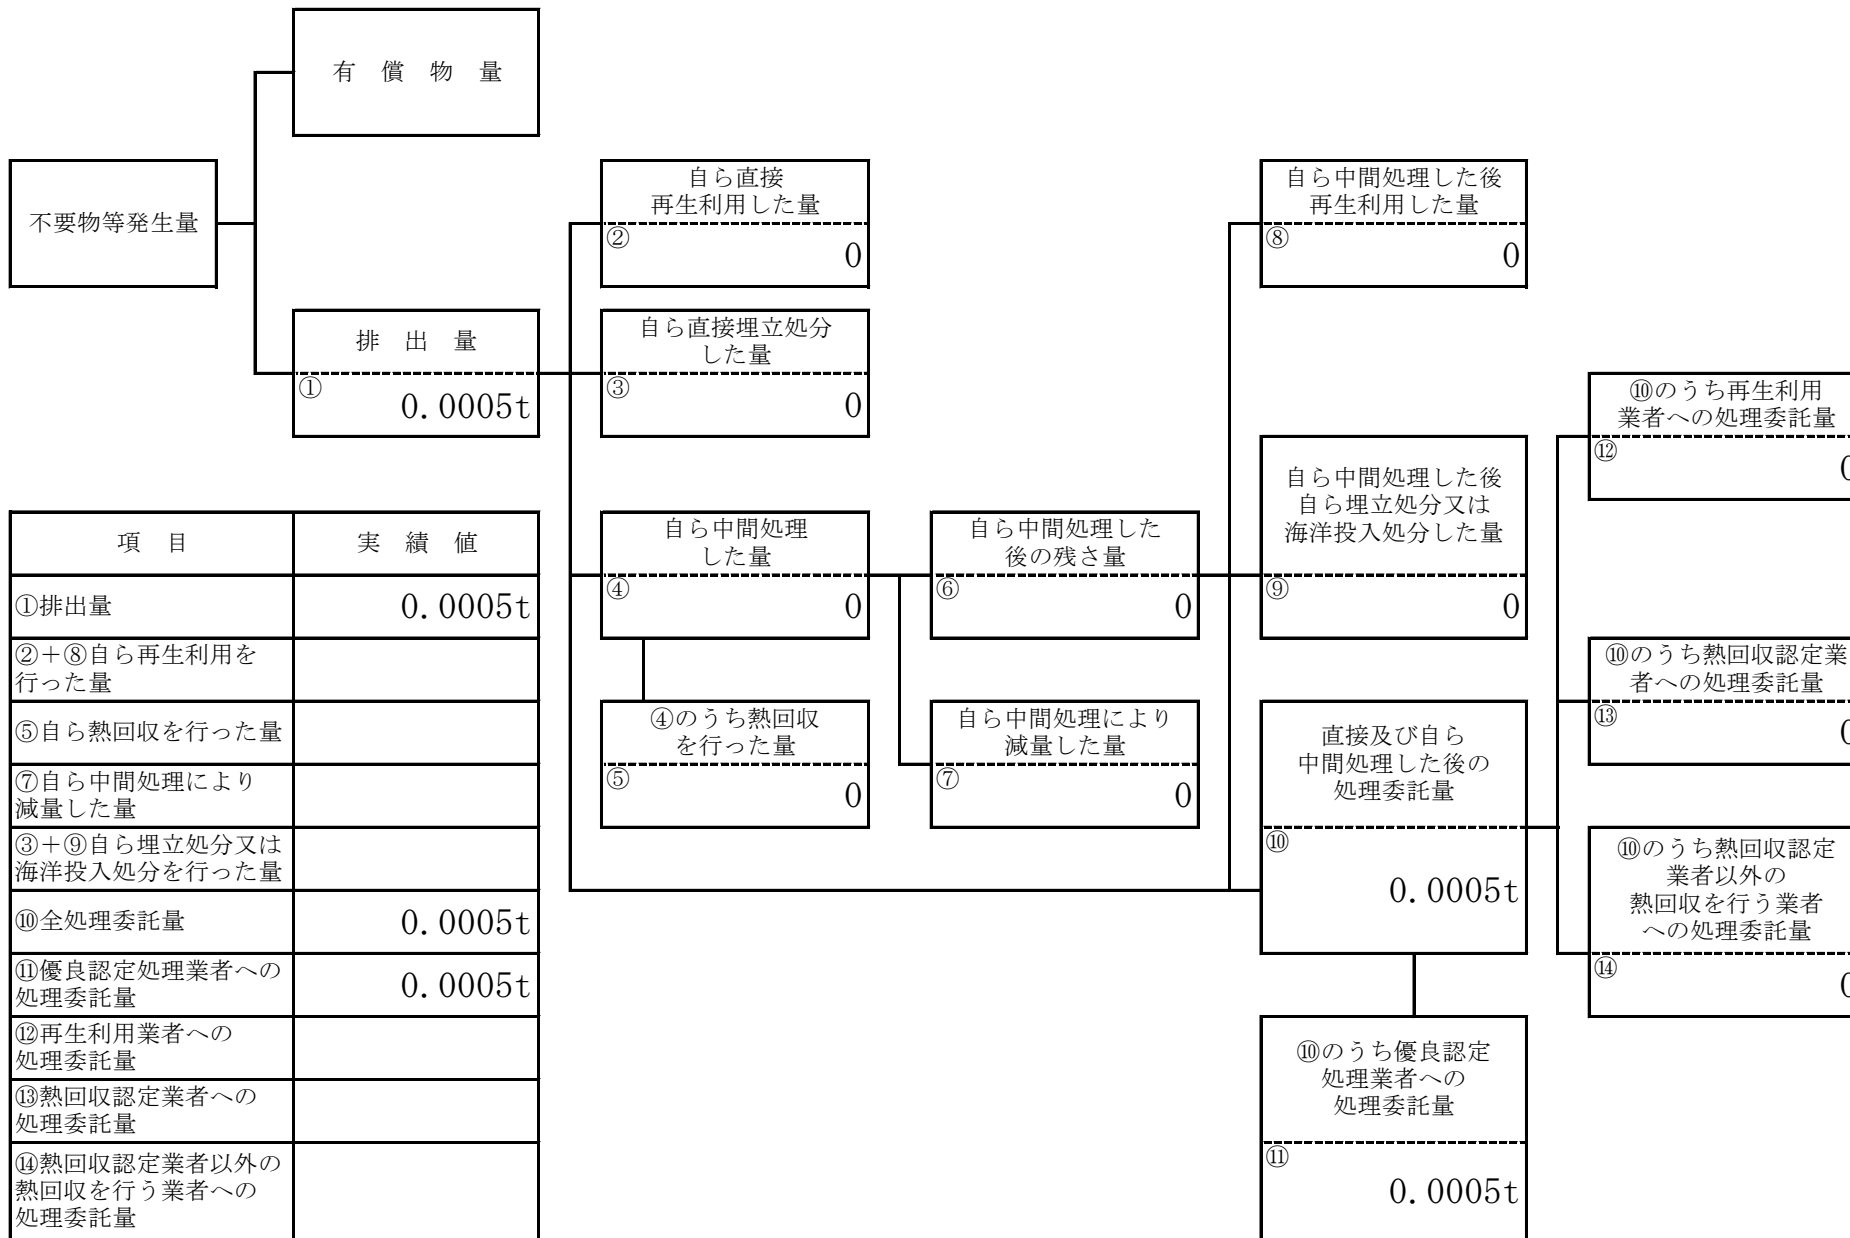 有 償 物 量
不要物等発生量
排 出 量
①
0.0005t
自ら直接
再生利用した量
②
0
自ら直接埋立処分
した量
③
0
自ら中間処理
した量
④
0
④のうち熱回収
を行った量
⑤
0
自ら中間処理した
後の残さ量
⑥
0
自ら中間処理により
減量した量
⑦
0
自ら中間処理した後
再生利用した量
⑧
0
自ら中間処理した後
自ら埋立処分又は
海洋投入処分した量
⑨
0
直接及び自ら
中間処理した後の
処理委託量
⑩
0.0005t
⑩のうち優良認定
処理業者への
処理委託量
⑪
0.0005t
⑩のうち再生利用
業者への処理委託量
⑫
0
⑩のうち熱回収認定業
者への処理委託量
⑬
0
⑩のうち熱回収認定
業者以外の
熱回収を行う業者
への処理委託量
⑭
0
項 目 実 績 値
①排出量 0.0005t
②＋⑧自ら再生利用を
行った量
⑤自ら熱回収を行った量
⑦自ら中間処理により
減量した量
③＋⑨自ら埋立処分又は
海洋投入処分を行った量
⑩全処理委託量 0.0005t
⑪優良認定処理業者への
処理委託量 0.0005t
⑫再生利用業者への
処理委託量
⑬熱回収認定業者への
処理委託量
⑭熱回収認定業者以外の
熱回収を行う業者への
処理委託量